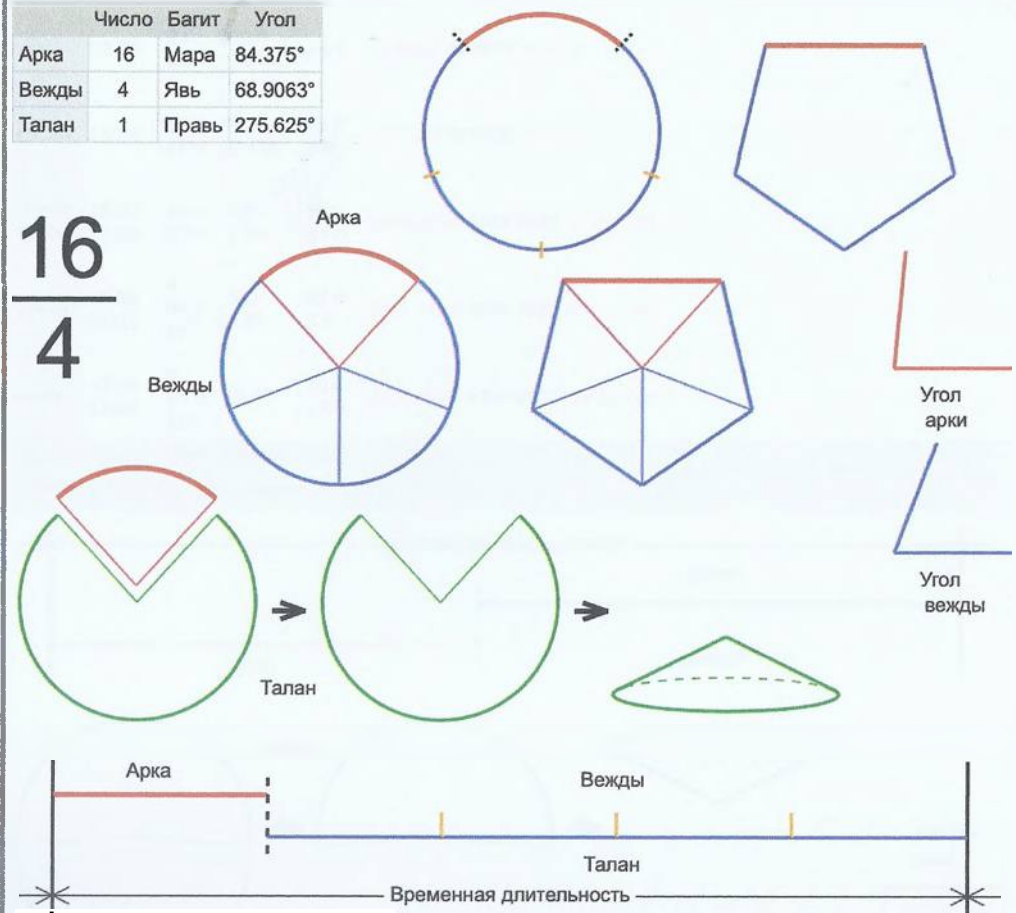 Число Багит Угол
Арка 16 Мара 84.375°
Вежды 4 Явь 68.9063°
Талан 1 Правь 275.625°
16
4
Арка
Вежды
Угол
арки
Угол
вежды
Талан
Арка
Вежды
Талан
Временная длительность